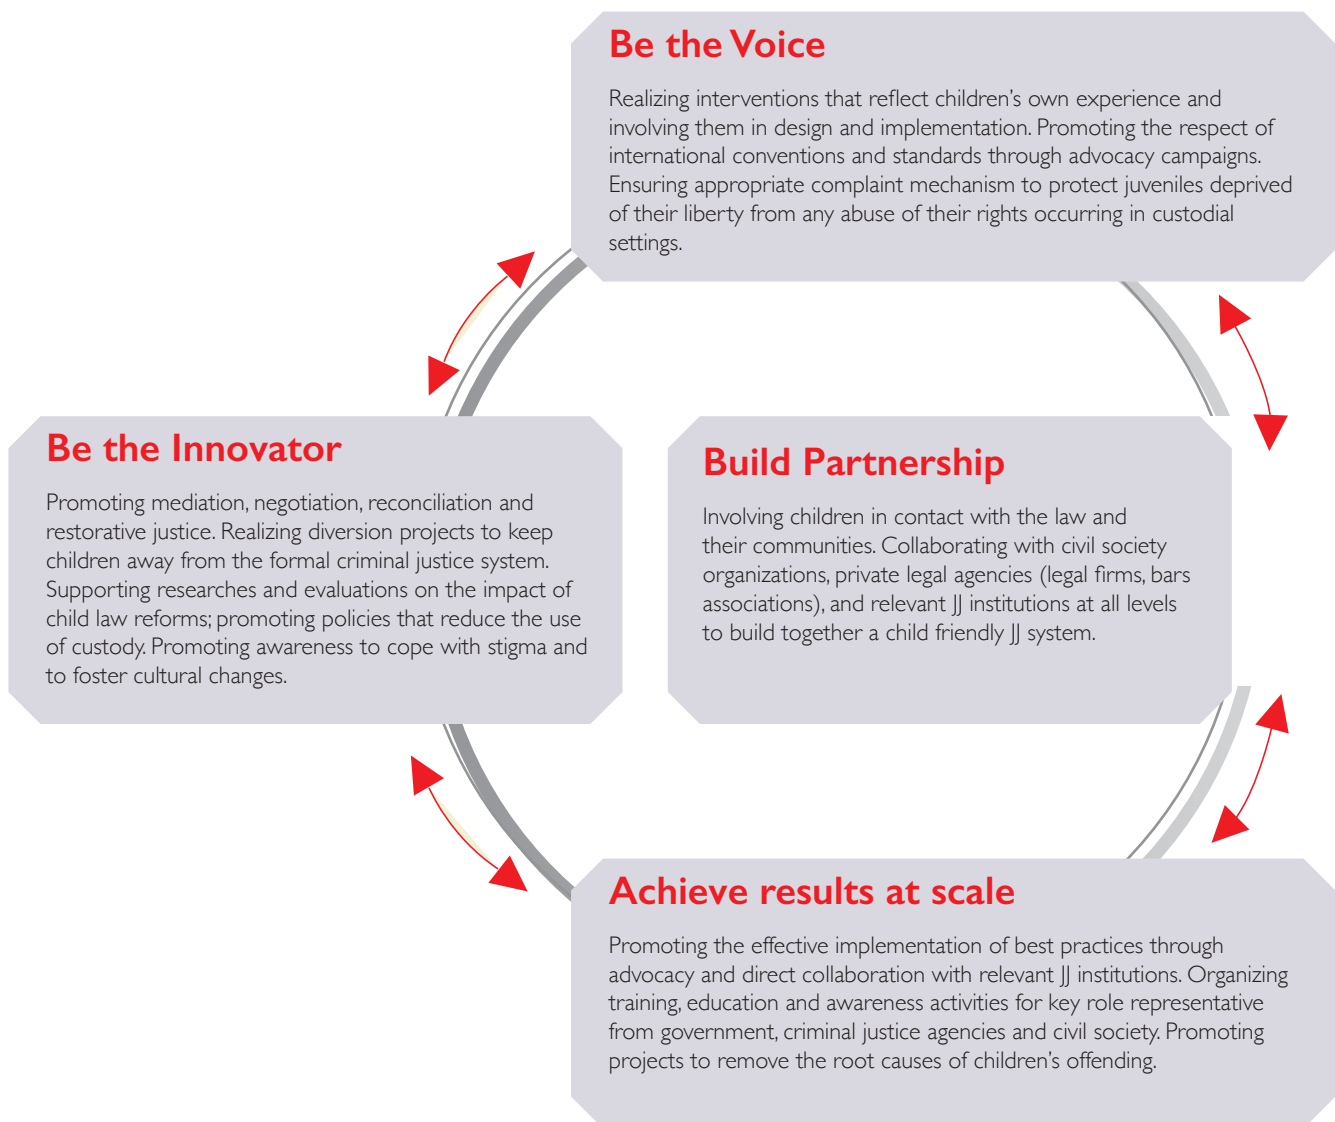 Be the Voice
Realizing interventions that reflect children’s own experience and
involving them in design and implementation. Promoting the respect of
international conventions and standards through advocacy campaigns.
Ensuring appropriate complaint mechanism to protect juveniles deprived
of their liberty from any abuse of their rights occurring in custodial
settings.
Be the Innovator
Promoting mediation, negotiation, reconciliation and
restorative justice. Realizing diversion projects to keep
children away from the formal criminal justice system.
Supporting researches and evaluations on the impact of
child law reforms; promoting policies that reduce the use
of custody. Promoting awareness to cope with stigma and
to foster cultural changes.
Build Partnership
Involving children in contact with the law and
their communities. Collaborating with civil society
organizations, private legal agencies (legal firms, bars
associations), and relevant JJ institutions at all levels
to build together a child friendly JJ system.
Achieve results at scale
Promoting the effective implementation of best practices through
advocacy and direct collaboration with relevant JJ institutions. Organizing
training, education and awareness activities for key role representative
from government, criminal justice agencies and civil society. Promoting
projects to remove the root causes of children’s offending.